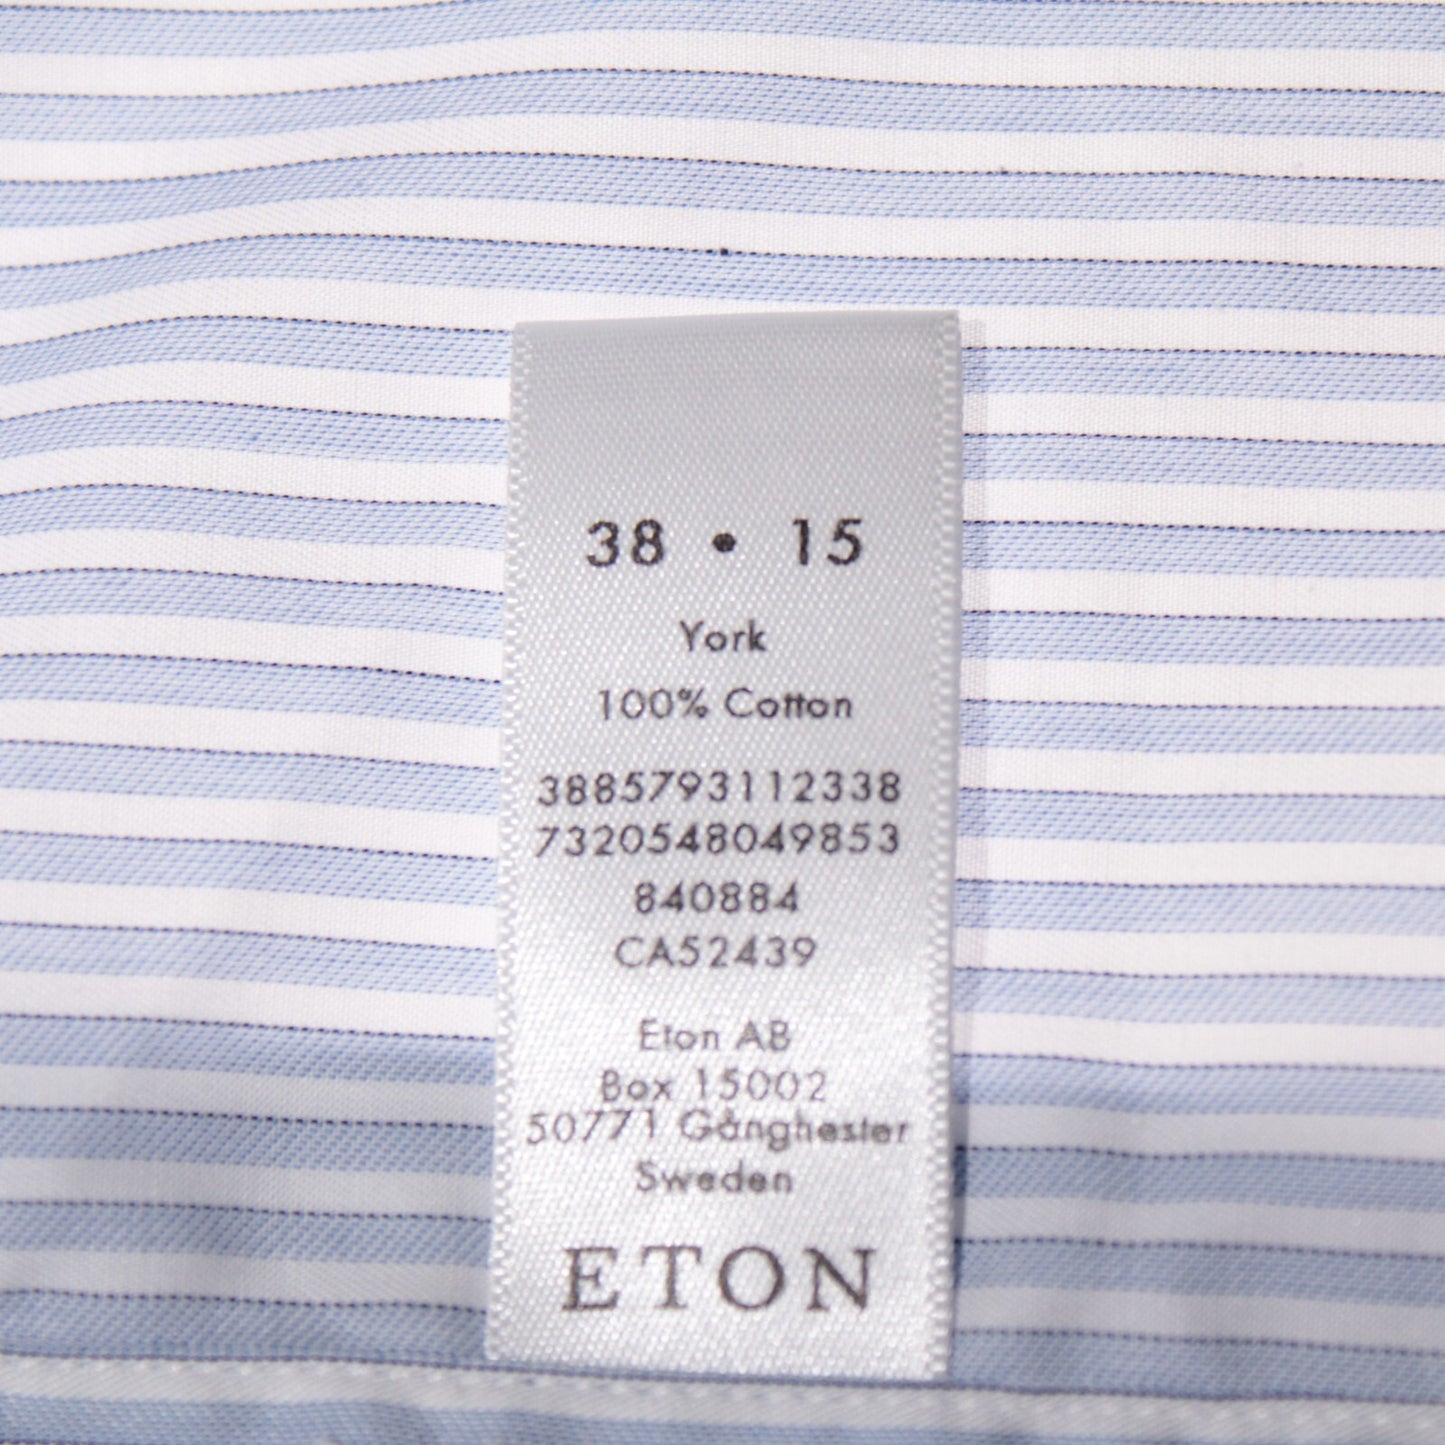 38 • 15
York
100% Cotton
3885793112338
7320548049853
840884
CA52439
Eton AB
Box 15002
50771 Gånghester
Sweden
ETON